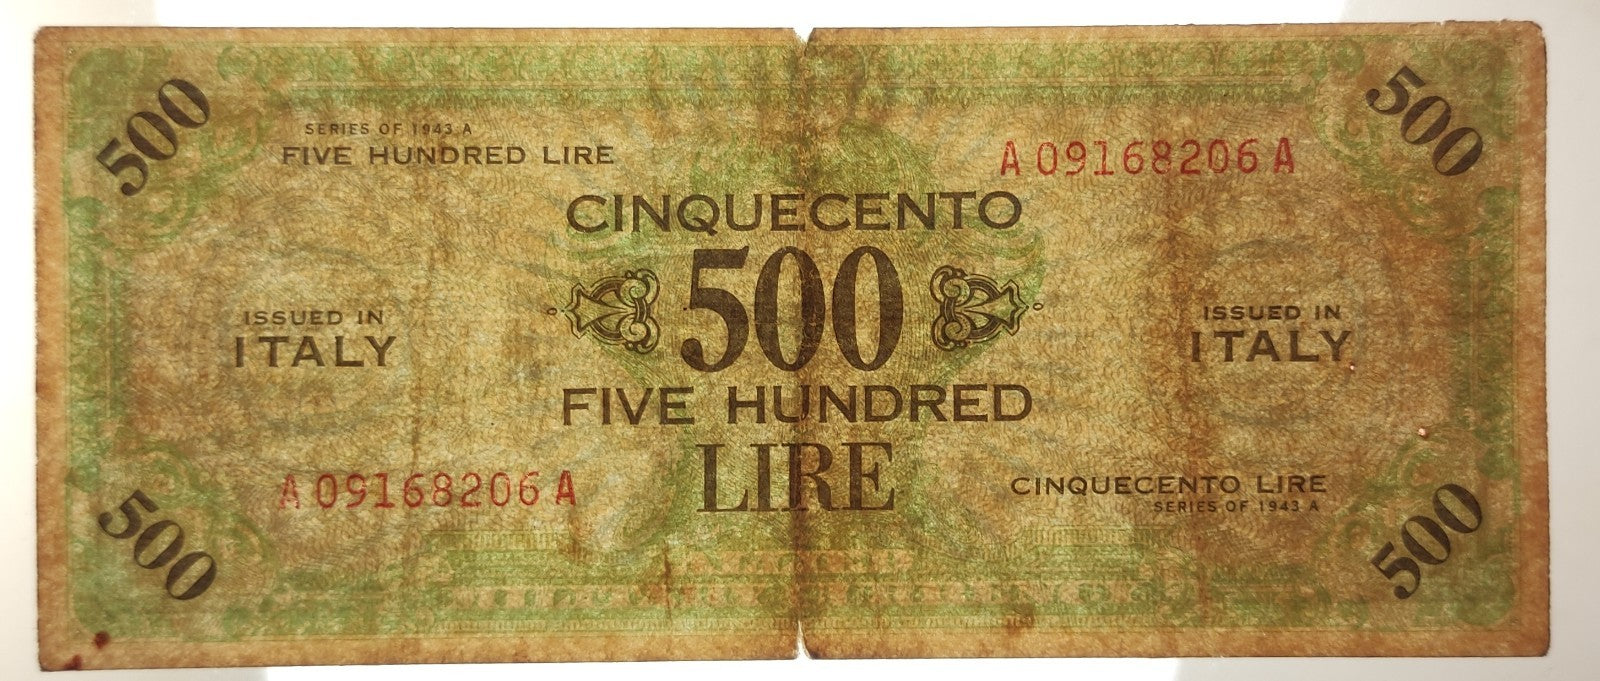 500
500
SERIES OF 1943 A
FIVE HUNDRED LIRE
A 09168206 A
CINQUECENTO
500
FIVE HUNDRED
LIRE
ISSUED IN
ITALY
ISSUED IN
ITALY
A 09168206 A
CINQUECENTO LIRE
SERIES OF 1943 A
500
500